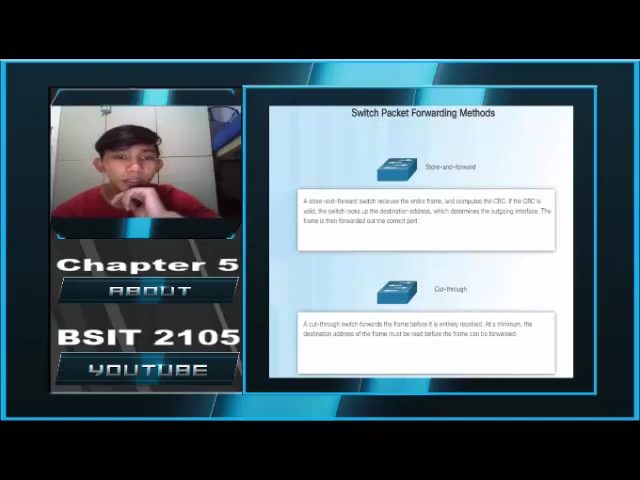 Switch Packet Forwarding Methods
Store-and-forward
A store-and-forward switch receives the entire frame, and computes the CRC. If the CRC is
valid, the switch looks up the destination address, which determines the outgoing interface. The
frame is then forwarded out the correct port.
Cut-through
A cut-through switch forwards the frame before it is entirely received. At a minimum, the
destination address of the frame must be read before the frame can be forwarded.
Chapter 5
ABOUT
BSIT 2105
YOUTUBE